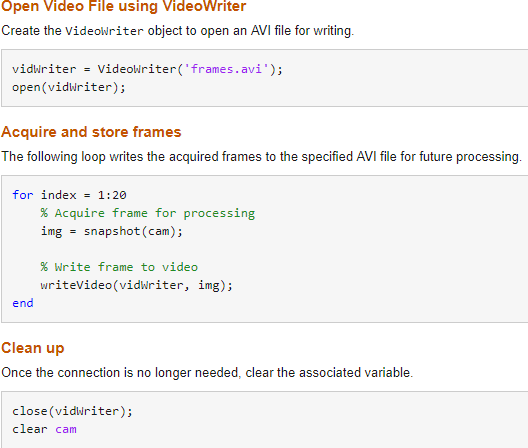 Open Video File using VideoWriter
Create the VideoWriter object to open an AVI file for writing.
vidWriter = VideoWriter('frames.avi');
open(vidWriter);
Acquire and store frames
The following loop writes the acquired frames to the specified AVI file for future processing.
for index = 1:20
    % Acquire frame for processing
    img = snapshot(cam);

    % Write frame to video
    writeVideo(vidWriter, img);
end
Clean up
Once the connection is no longer needed, clear the associated variable.
close(vidWriter);
clear cam